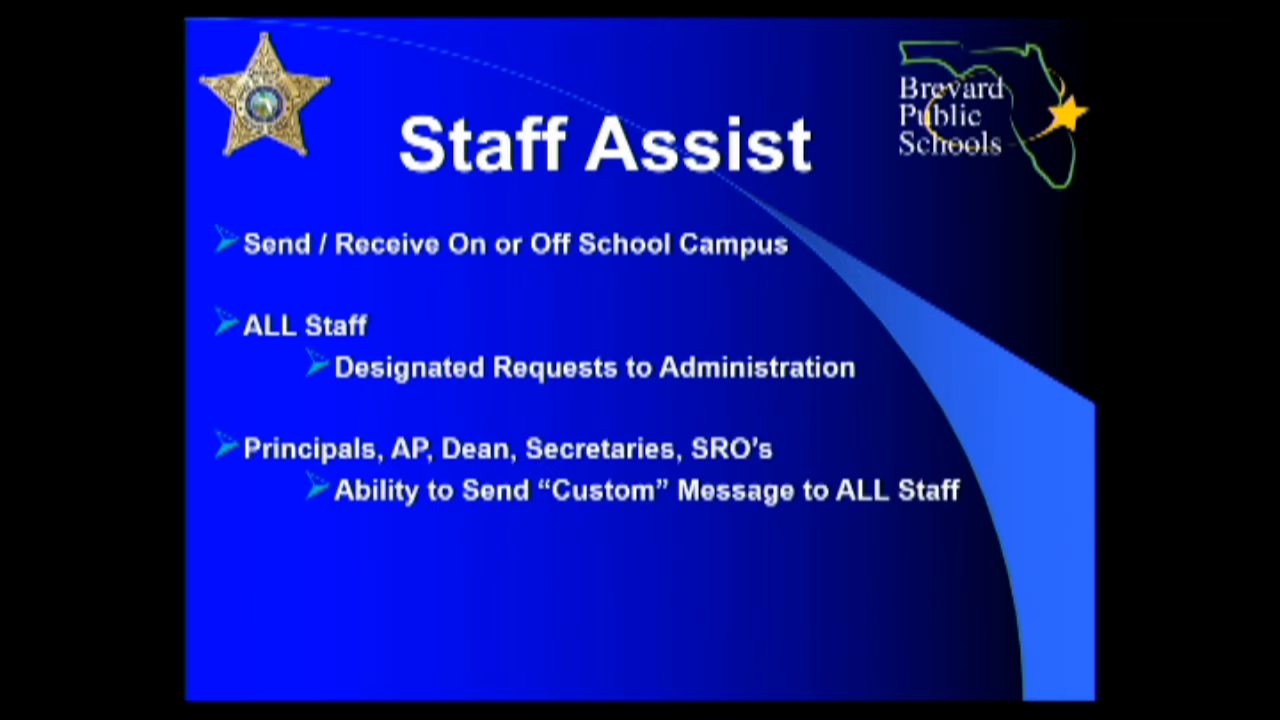 Staff Assist
Brevard
Public
Schools
Send / Receive On or Off School Campus
ALL Staff
Designated Requests to Administration
Principals, AP, Dean, Secretaries, SRO's
Ability to Send “Custom” Message to ALL Staff